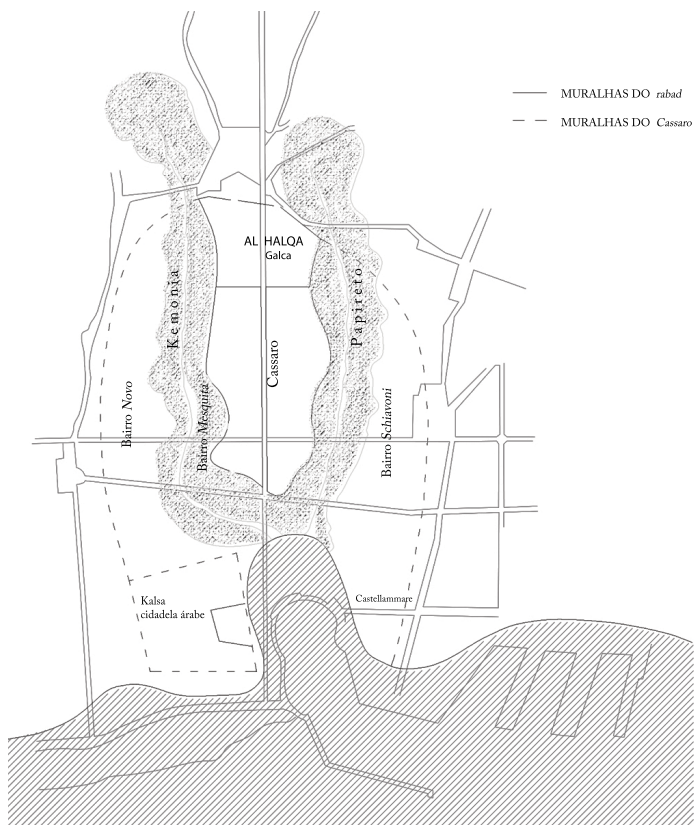 MURALHAS DO rabad
MURALHAS DO Cassaro
AL HALQA
Galca
Kemonia
Papireto
Cassaro
Bairro Novo
Bairro Mesquita
Bairro Schiavoni
Kalsa
cidadela árabe
Castellammare